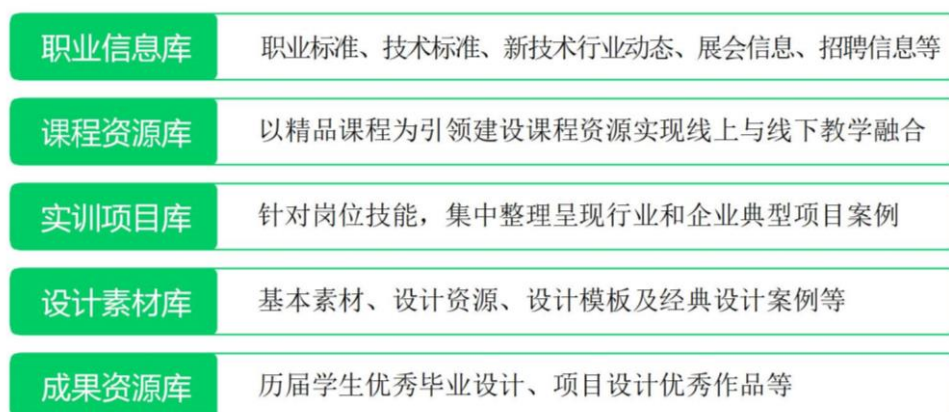 职业信息库 职业标准、技术标准、新技术行业动态、展会信息、招聘信息等
课程资源库 以精品课程为引领建设课程资源实现线上与线下教学融合
实训项目库 针对岗位技能，集中整理呈现行业和企业典型项目案例
设计素材库 基本素材、设计资源、设计模板及经典设计案例等
成果资源库 历届学生优秀毕业设计、项目设计优秀作品等